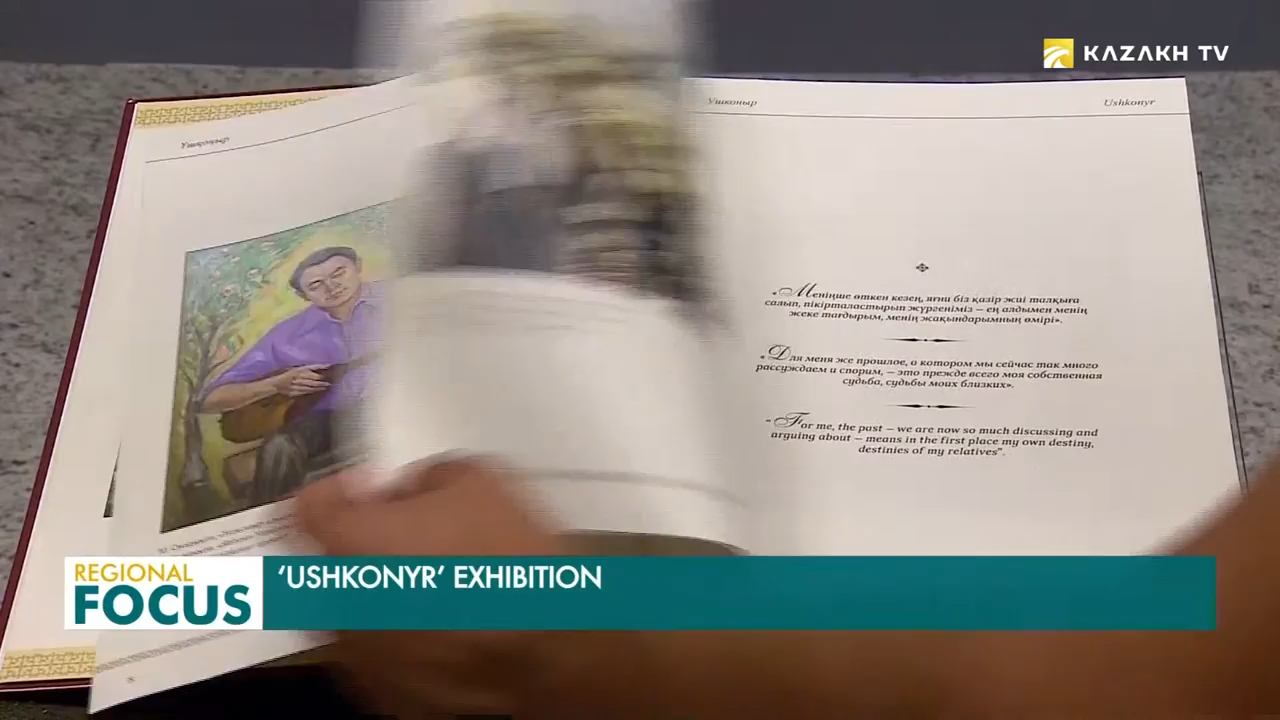 KAZAKH TV
Үшқоңыр
Ушконыр
Ushkonyr
«Меніңше өткен кезең, яғни біз қазір жиі талқыға
салып, пікірталастырып жүргеніміз – ең алдымен менің
жеке тағдырым, менің жақындарымның өмірі».
«Для меня же прошлое, о котором мы сейчас так много
рассуждаем и спорим, – это прежде всего моя собственная
судьба, судьбы моих близких».
“For me, the past – we are now so much discussing and
arguing about – means in the first place my own destiny,
destinies of my relatives”.
REGIONAL
FOCUS
‘USHKONYR’ EXHIBITION
8